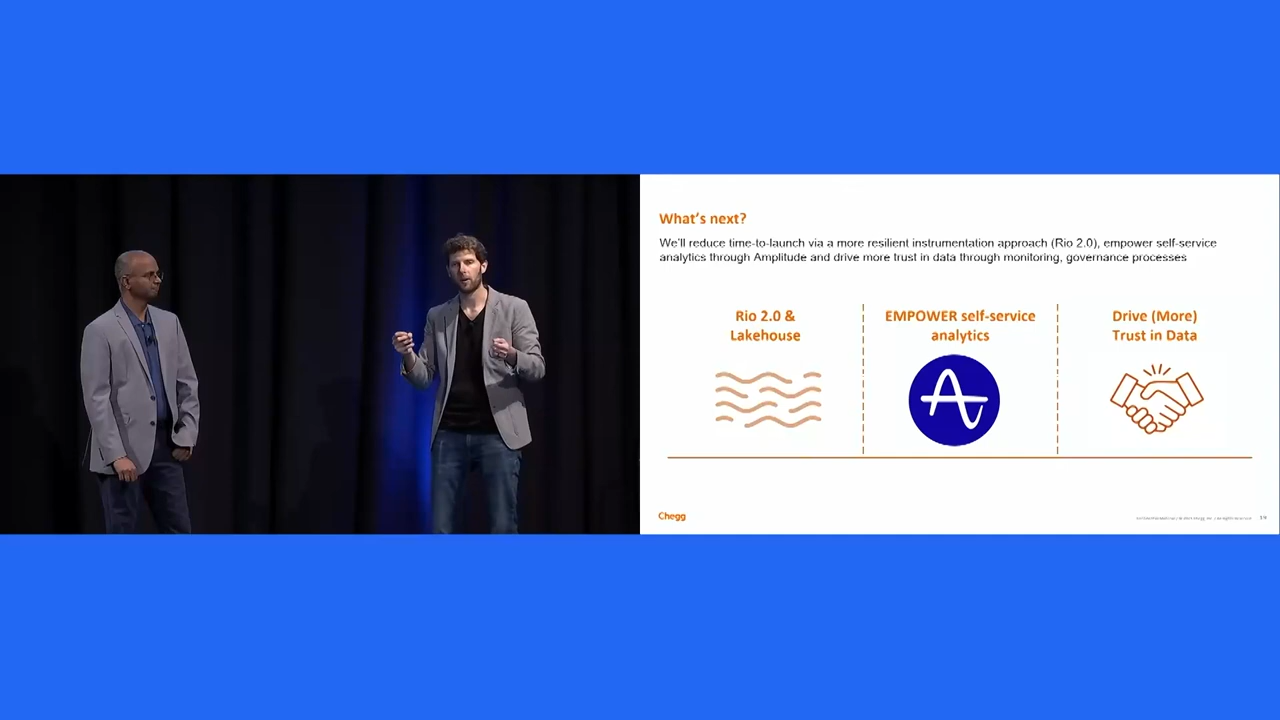 What's next?
We'll reduce time-to-launch via a more resilient instrumentation approach (Rio 2.0), empower self-service
analytics through Amplitude and drive more trust in data through monitoring, governance processes
Rio 2.0 &
Lakehouse
EMPOWER self-service
analytics
Drive (More)
Trust in Data
Chegg